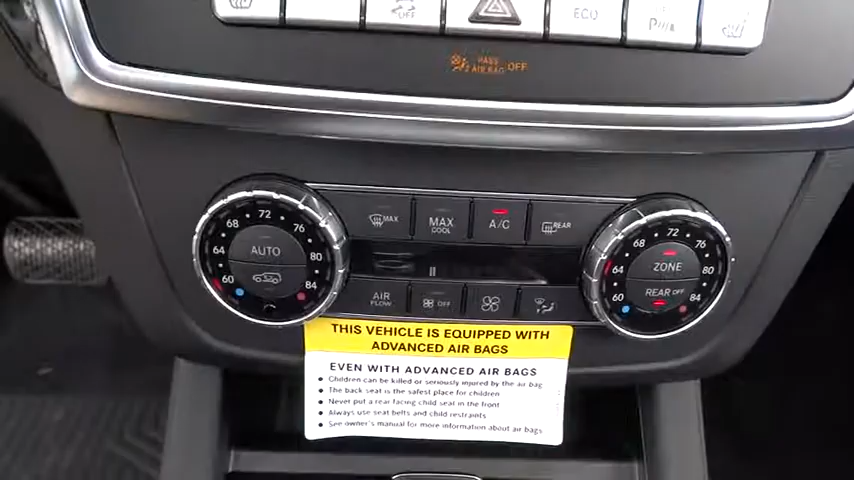 OFF
ECO
P
PASS AIR BAG OFF
72
68 76
64 80
60 84
AUTO
MAX
MAX COOL
A/C
REAR
72
68 76
64 80
60 84
ZONE
REAR OFF
AIR FLOW
OFF
THIS VEHICLE IS EQUIPPED WITH
ADVANCED AIR BAGS
EVEN WITH ADVANCED AIR BAGS
• Children can be killed or seriously injured by the air bag
• The back seat is the safest place for children
• Never put a rear facing child seat in the front
• Always use seat belts and child restraints
• See owner's manual for more information about air bags